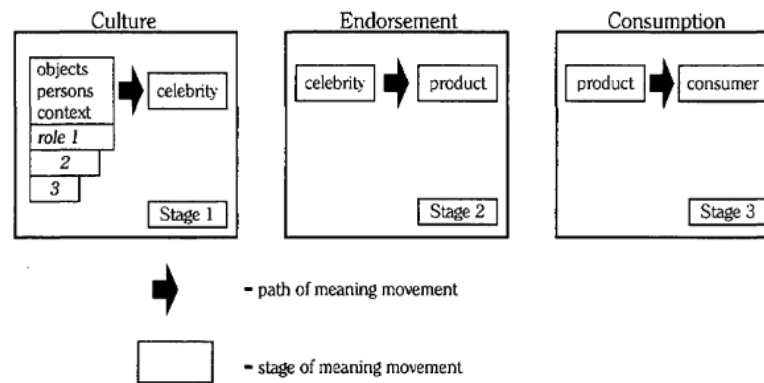 Culture
objects
persons
context
role 1
2
3
celebrity
Stage 1
Endorsement
celebrity
product
Stage 2
Consumption
product
consumer
Stage 3
= path of meaning movement
= stage of meaning movement